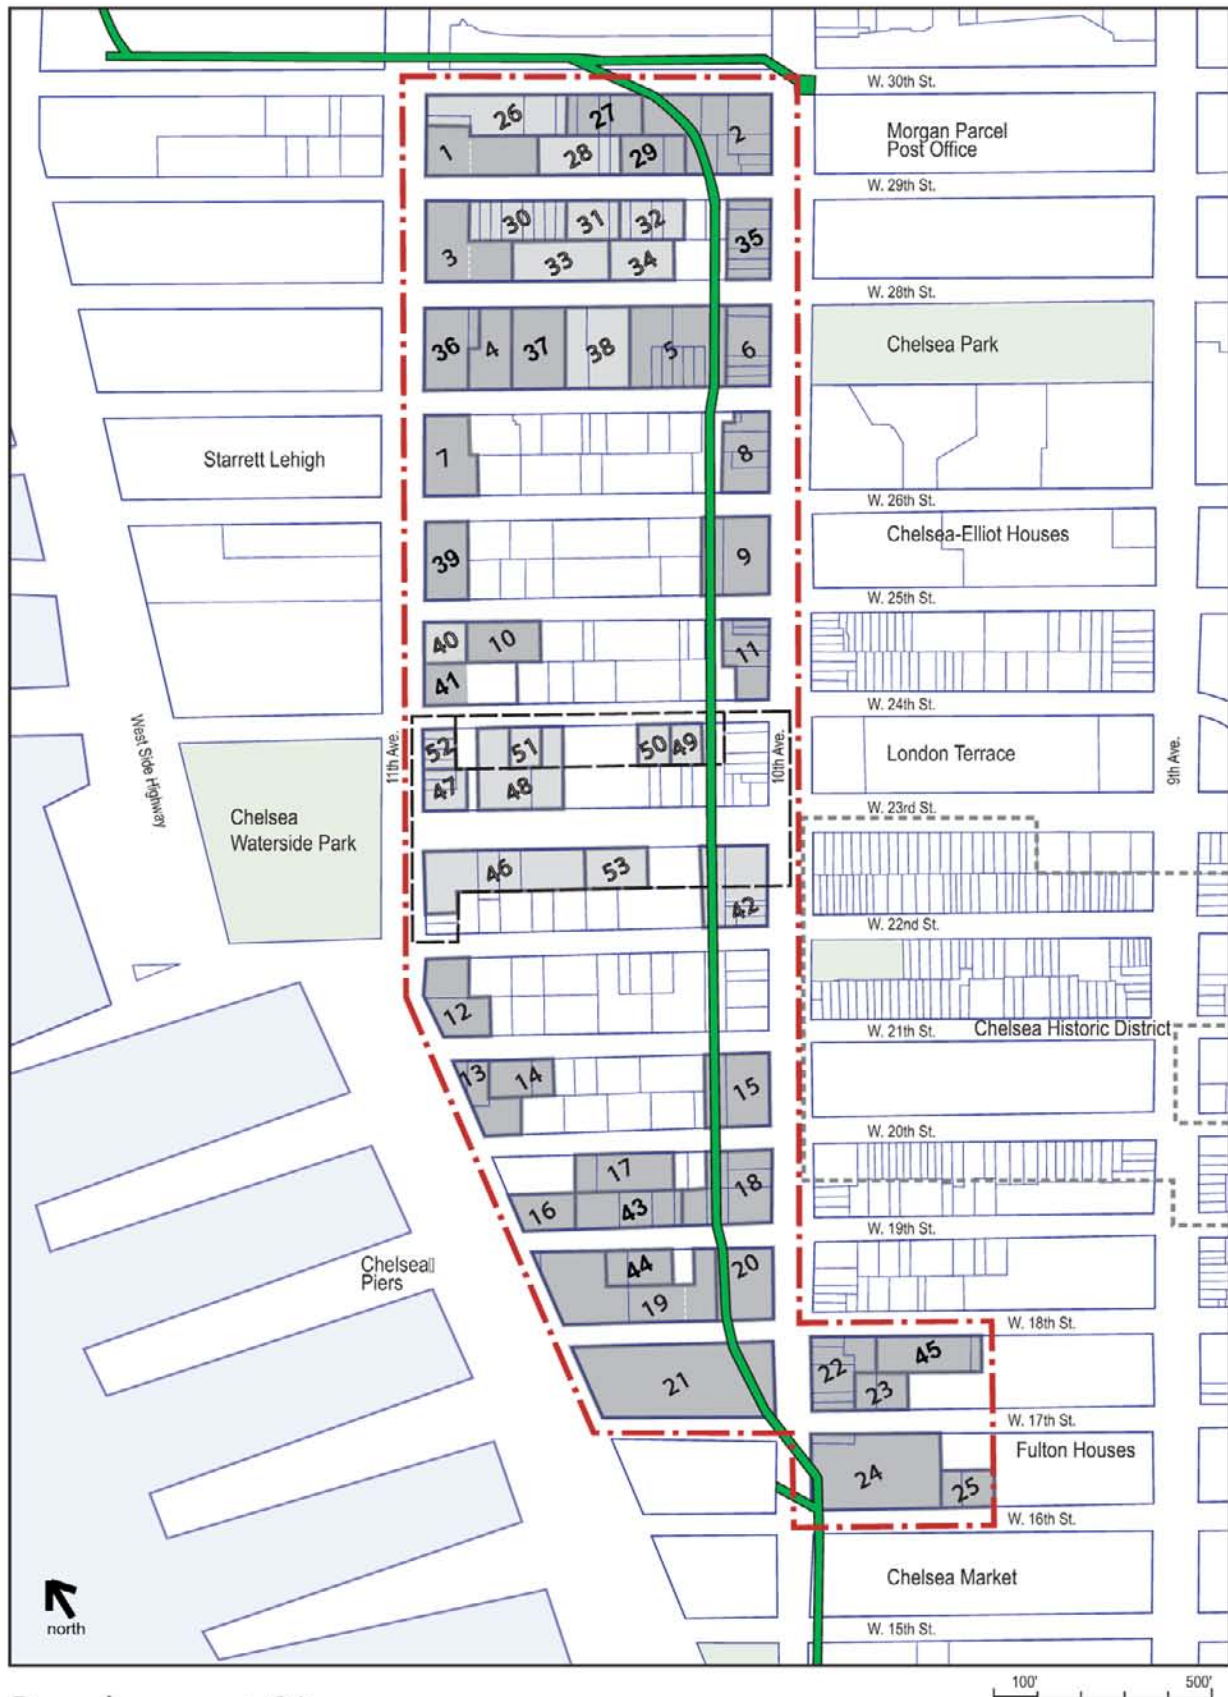 W. 30th St.
26
27
2
Morgan Parcel
Post Office
1
28
29
W. 29th St.
30
31
32
35
3
33
34
W. 28th St.
36
4
37
38
5
6
Chelsea Park
Starrett Lehigh
7
8
W. 26th St.
Chelsea-Elliot Houses
39
9
W. 25th St.
40
10
11
41
W. 24th St.
West Side Highway
11th Ave.
52
51
50
49
10th Ave.
London Terrace
9th Ave.
47
48
W. 23rd St.
Chelsea
Waterside Park
46
53
42
W. 22nd St.
12
W. 21th St.
Chelsea Historic District
13
14
15
W. 20th St.
17
18
16
43
W. 19th St.
Chelsea
Piers
44
20
19
W. 18th St.
21
22
45
23
W. 17th St.
Fulton Houses
24
25
W. 16th St.
Chelsea Market
north
W. 15th St.
100'
500'